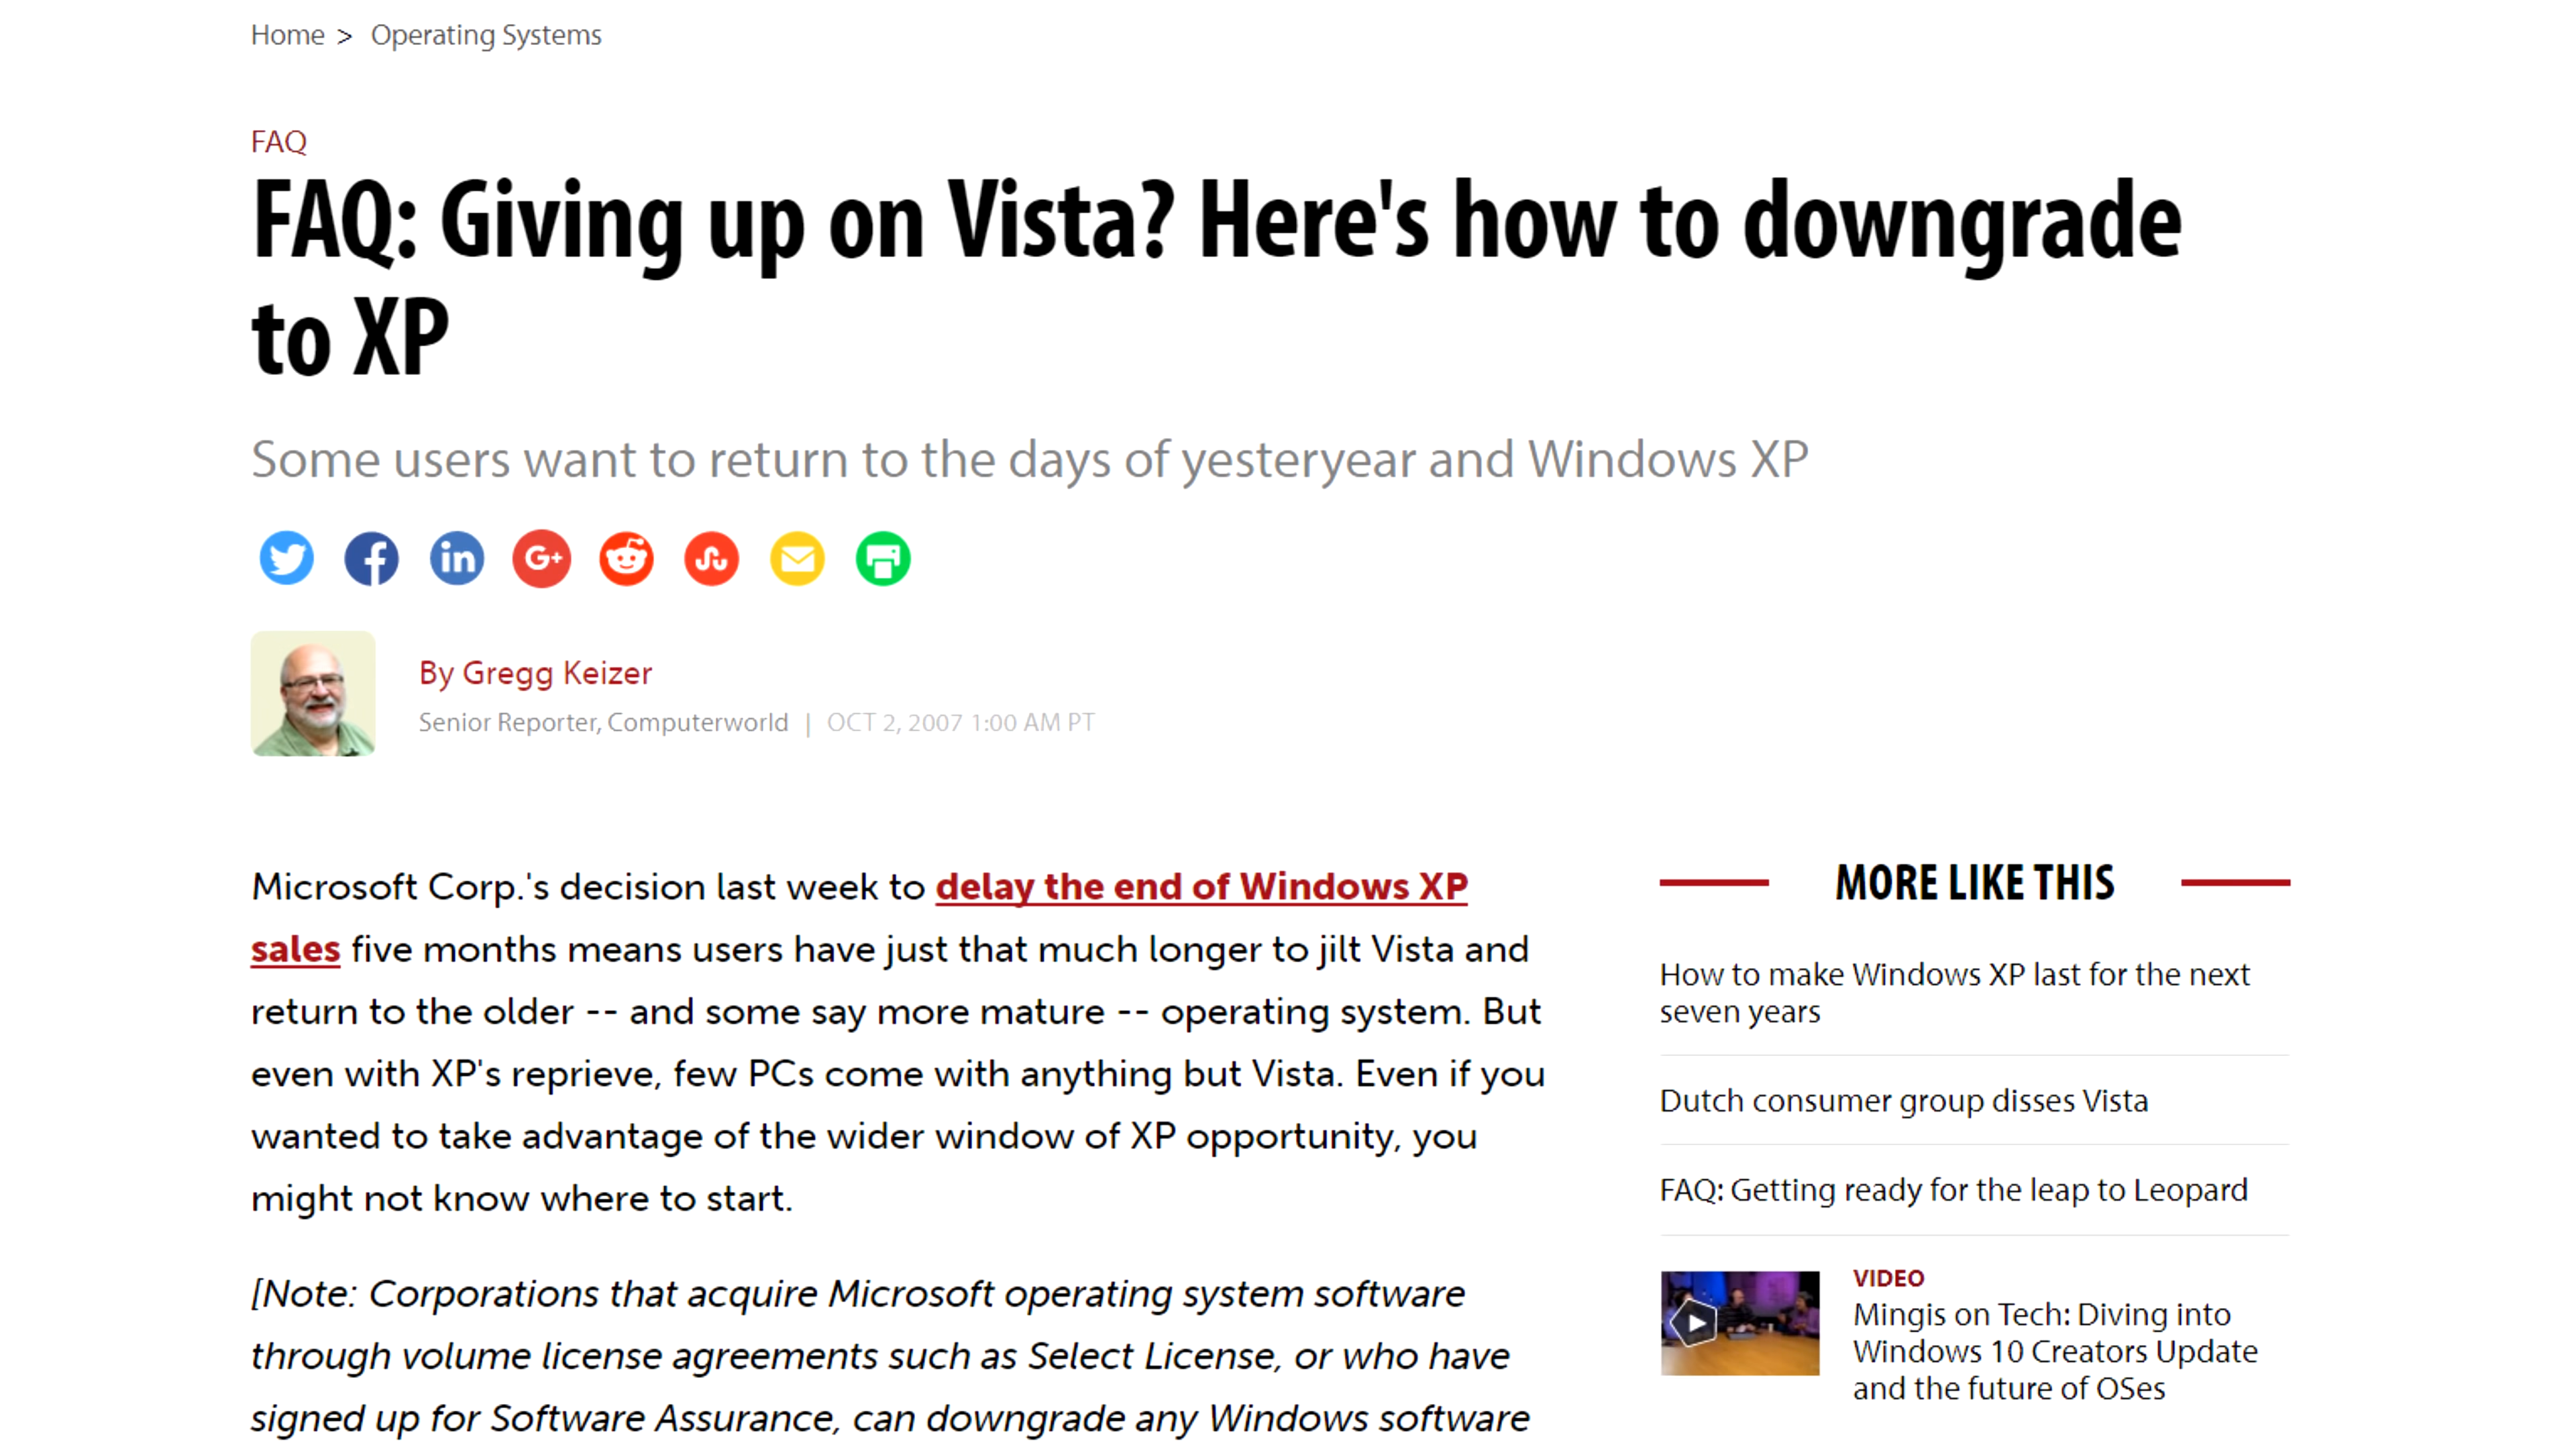 Home > Operating Systems
FAQ
FAQ: Giving up on Vista? Here's how to downgrade
to XP
Some users want to return to the days of yesteryear and Windows XP
in G+
By Gregg Keizer
Senior Reporter, Computerworld | OCT 2, 2007 1:00 AM PT
Microsoft Corp.'s decision last week to delay the end of Windows XP
sales five months means users have just that much longer to jilt Vista and
return to the older -- and some say more mature -- operating system. But
even with XP's reprieve, few PCs come with anything but Vista. Even if you
wanted to take advantage of the wider window of XP opportunity, you
might not know where to start.
[Note: Corporations that acquire Microsoft operating system software
through volume license agreements such as Select License, or who have
signed up for Software Assurance, can downgrade any Windows software
MORE LIKE THIS
How to make Windows XP last for the next
seven years
Dutch consumer group disses Vista
FAQ: Getting ready for the leap to Leopard
VIDEO
Mingis on Tech: Diving into
Windows 10 Creators Update
and the future of OSes